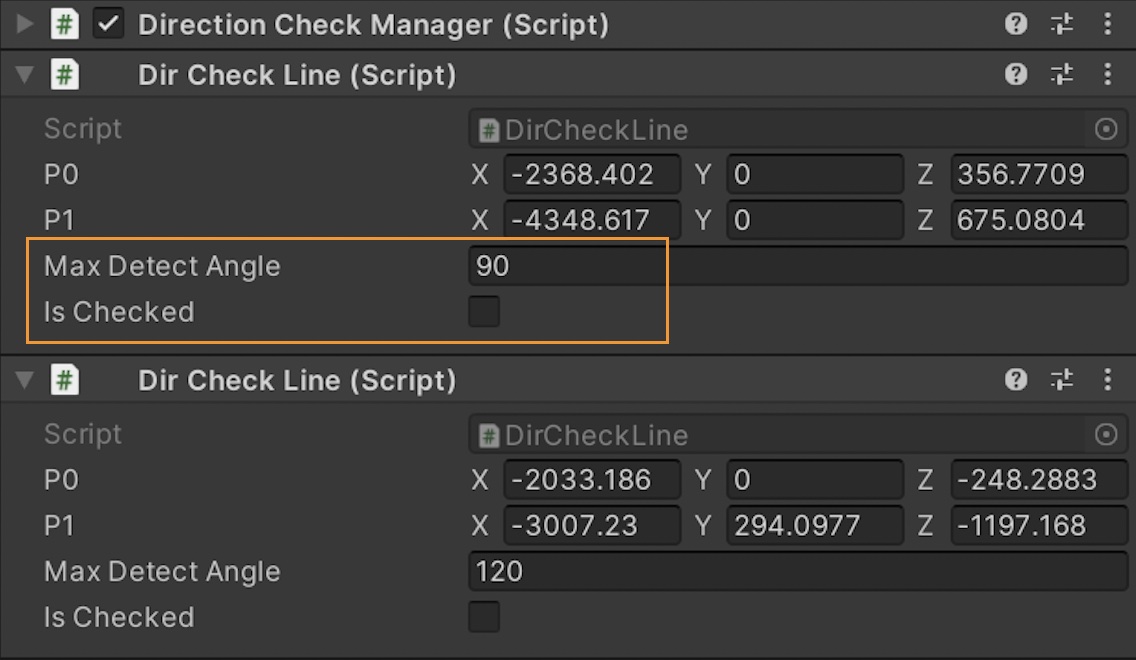 Direction Check Manager (Script)
Dir Check Line (Script)
Script DirCheckLine
P0 X -2368.402 Y 0 Z 356.7709
P1 X -4348.617 Y 0 Z 675.0804
Max Detect Angle 90
Is Checked
Dir Check Line (Script)
Script DirCheckLine
P0 X -2033.186 Y 0 Z -248.2883
P1 X -3007.23 Y 294.0977 Z -1197.168
Max Detect Angle 120
Is Checked